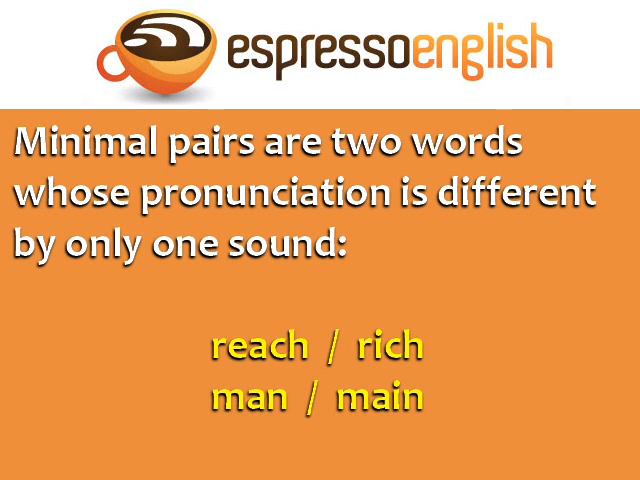 espressoenglish
Minimal pairs are two words
whose pronunciation is different
by only one sound:
reach / rich
man / main